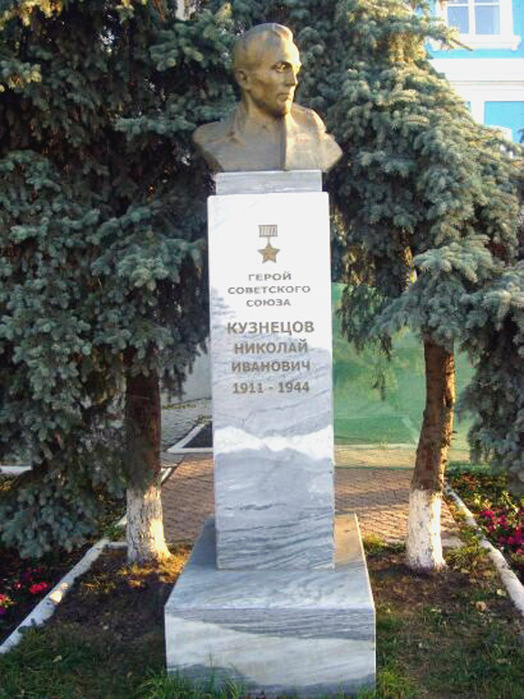 ГЕРОЙ
СОВЕТСКОГО
СОЮЗА
КУЗНЕЦОВ
НИКОЛАЙ
ИВАНОВИЧ
1911 - 1944